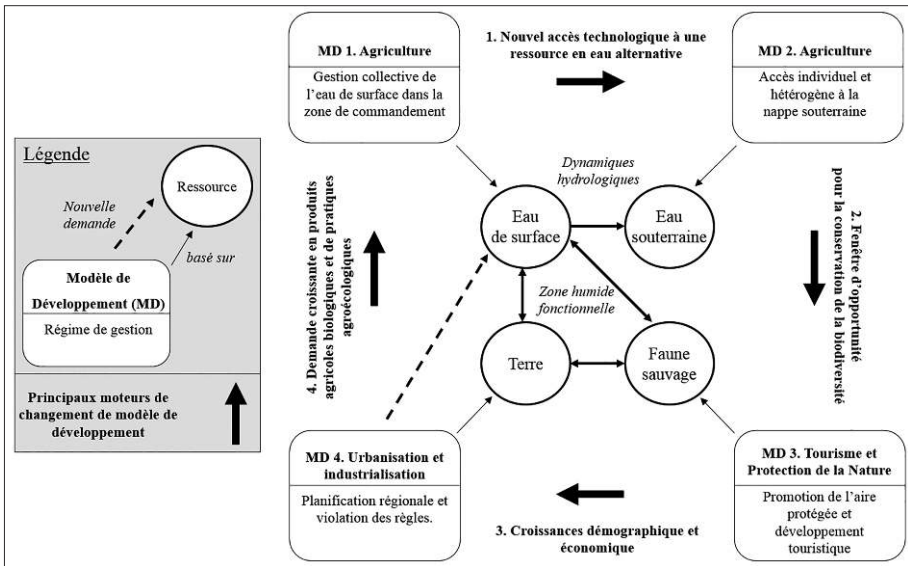 Légende
Ressource
Nouvelle
demande
basé sur
Modèle de
Développement (MD)
Régime de gestion
Principaux moteurs de
changement de modèle de
développement
MD 1. Agriculture
Gestion collective de
l'eau de surface dans la
zone de commandement
1. Nouvel accès technologique à une
ressource en eau alternative
MD 2. Agriculture
Accès individuel et
hétérogène à la
nappe souterraine
Dynamiques
hydrologiques
Eau
de surface
Eau
souterraine
Zone humide
fonctionnelle
Terre
Faune
sauvage
2. Fenêtre d'opportunité
pour la conservation de la biodiversité
4. Demande croissante en produits
agricoles biologiques et de pratiques
agroécologiques
MD 4. Urbanisation et
industrialisation
Planification régionale et
violation des règles.
3. Croissances démographique et
économique
MD 3. Tourisme et
Protection de la Nature
Promotion de l'aire
protégée et
développement
touristique